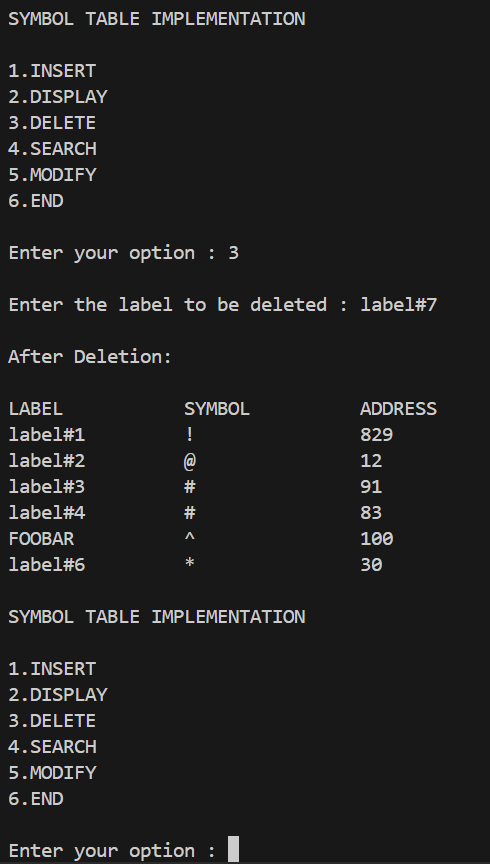 SYMBOL TABLE IMPLEMENTATION
1.INSERT
2.DISPLAY
3.DELETE
4.SEARCH
5.MODIFY
6.END
Enter your option : 3
Enter the label to be deleted : label#7
After Deletion:
LABEL SYMBOL ADDRESS
label#1 ! 829
label#2 @ 12
label#3 # 91
label#4 # 83
FOOBAR ^ 100
label#6 * 30
SYMBOL TABLE IMPLEMENTATION
1.INSERT
2.DISPLAY
3.DELETE
4.SEARCH
5.MODIFY
6.END
Enter your option :